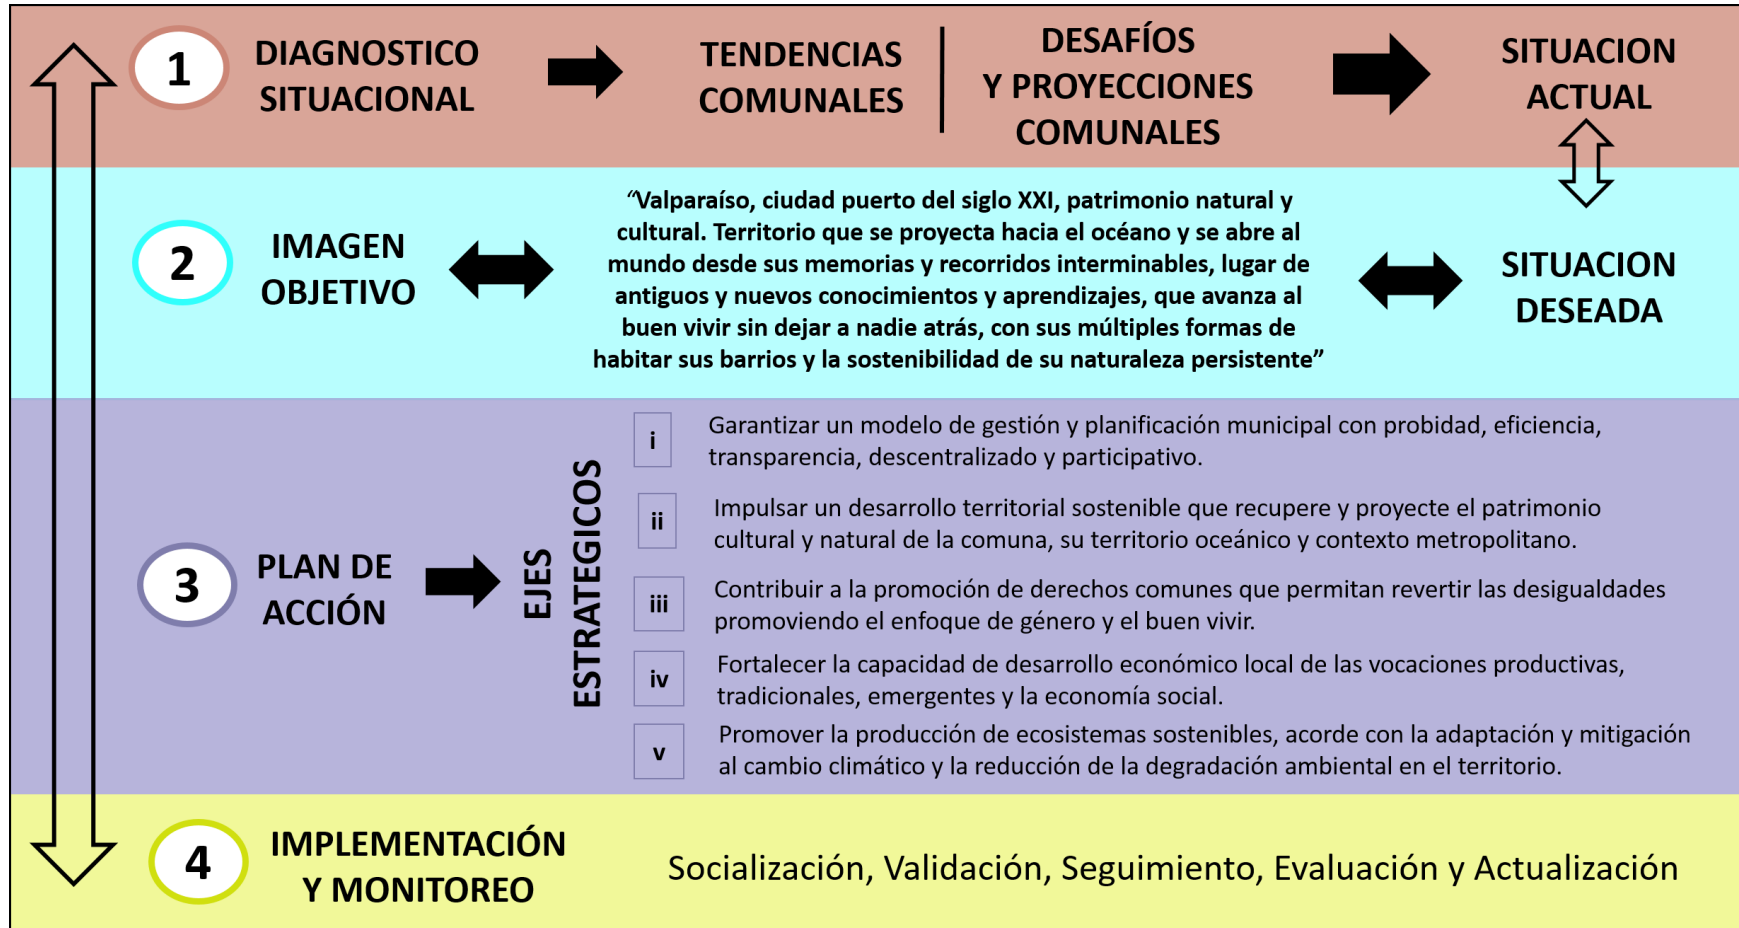 1
DIAGNOSTICO
SITUACIONAL
TENDENCIAS
COMUNALES
DESAFÍOS
Y PROYECCIONES
COMUNALES
SITUACION
ACTUAL
2
IMAGEN
OBJETIVO
“Valparaíso, ciudad puerto del siglo XXI, patrimonio natural y
cultural. Territorio que se proyecta hacia el océano y se abre al
mundo desde sus memorias y recorridos interminables, lugar de
antiguos y nuevos conocimientos y aprendizajes, que avanza al
buen vivir sin dejar a nadie atrás, con sus múltiples formas de
habitar sus barrios y la sostenibilidad de su naturaleza persistente”
SITUACION
DESEADA
3
PLAN DE
ACCIÓN
EJES
ESTRATEGICOS
i
Garantizar un modelo de gestión y planificación municipal con probidad, eficiencia,
transparencia, descentralizado y participativo.
ii
Impulsar un desarrollo territorial sostenible que recupere y proyecte el patrimonio
cultural y natural de la comuna, su territorio oceánico y contexto metropolitano.
iii
Contribuir a la promoción de derechos comunes que permitan revertir las desigualdades
promoviendo el enfoque de género y el buen vivir.
iv
Fortalecer la capacidad de desarrollo económico local de las vocaciones productivas,
tradicionales, emergentes y la economía social.
v
Promover la producción de ecosistemas sostenibles, acorde con la adaptación y mitigación
al cambio climático y la reducción de la degradación ambiental en el territorio.
4
IMPLEMENTACIÓN
Y MONITOREO
Socialización, Validación, Seguimiento, Evaluación y Actualización